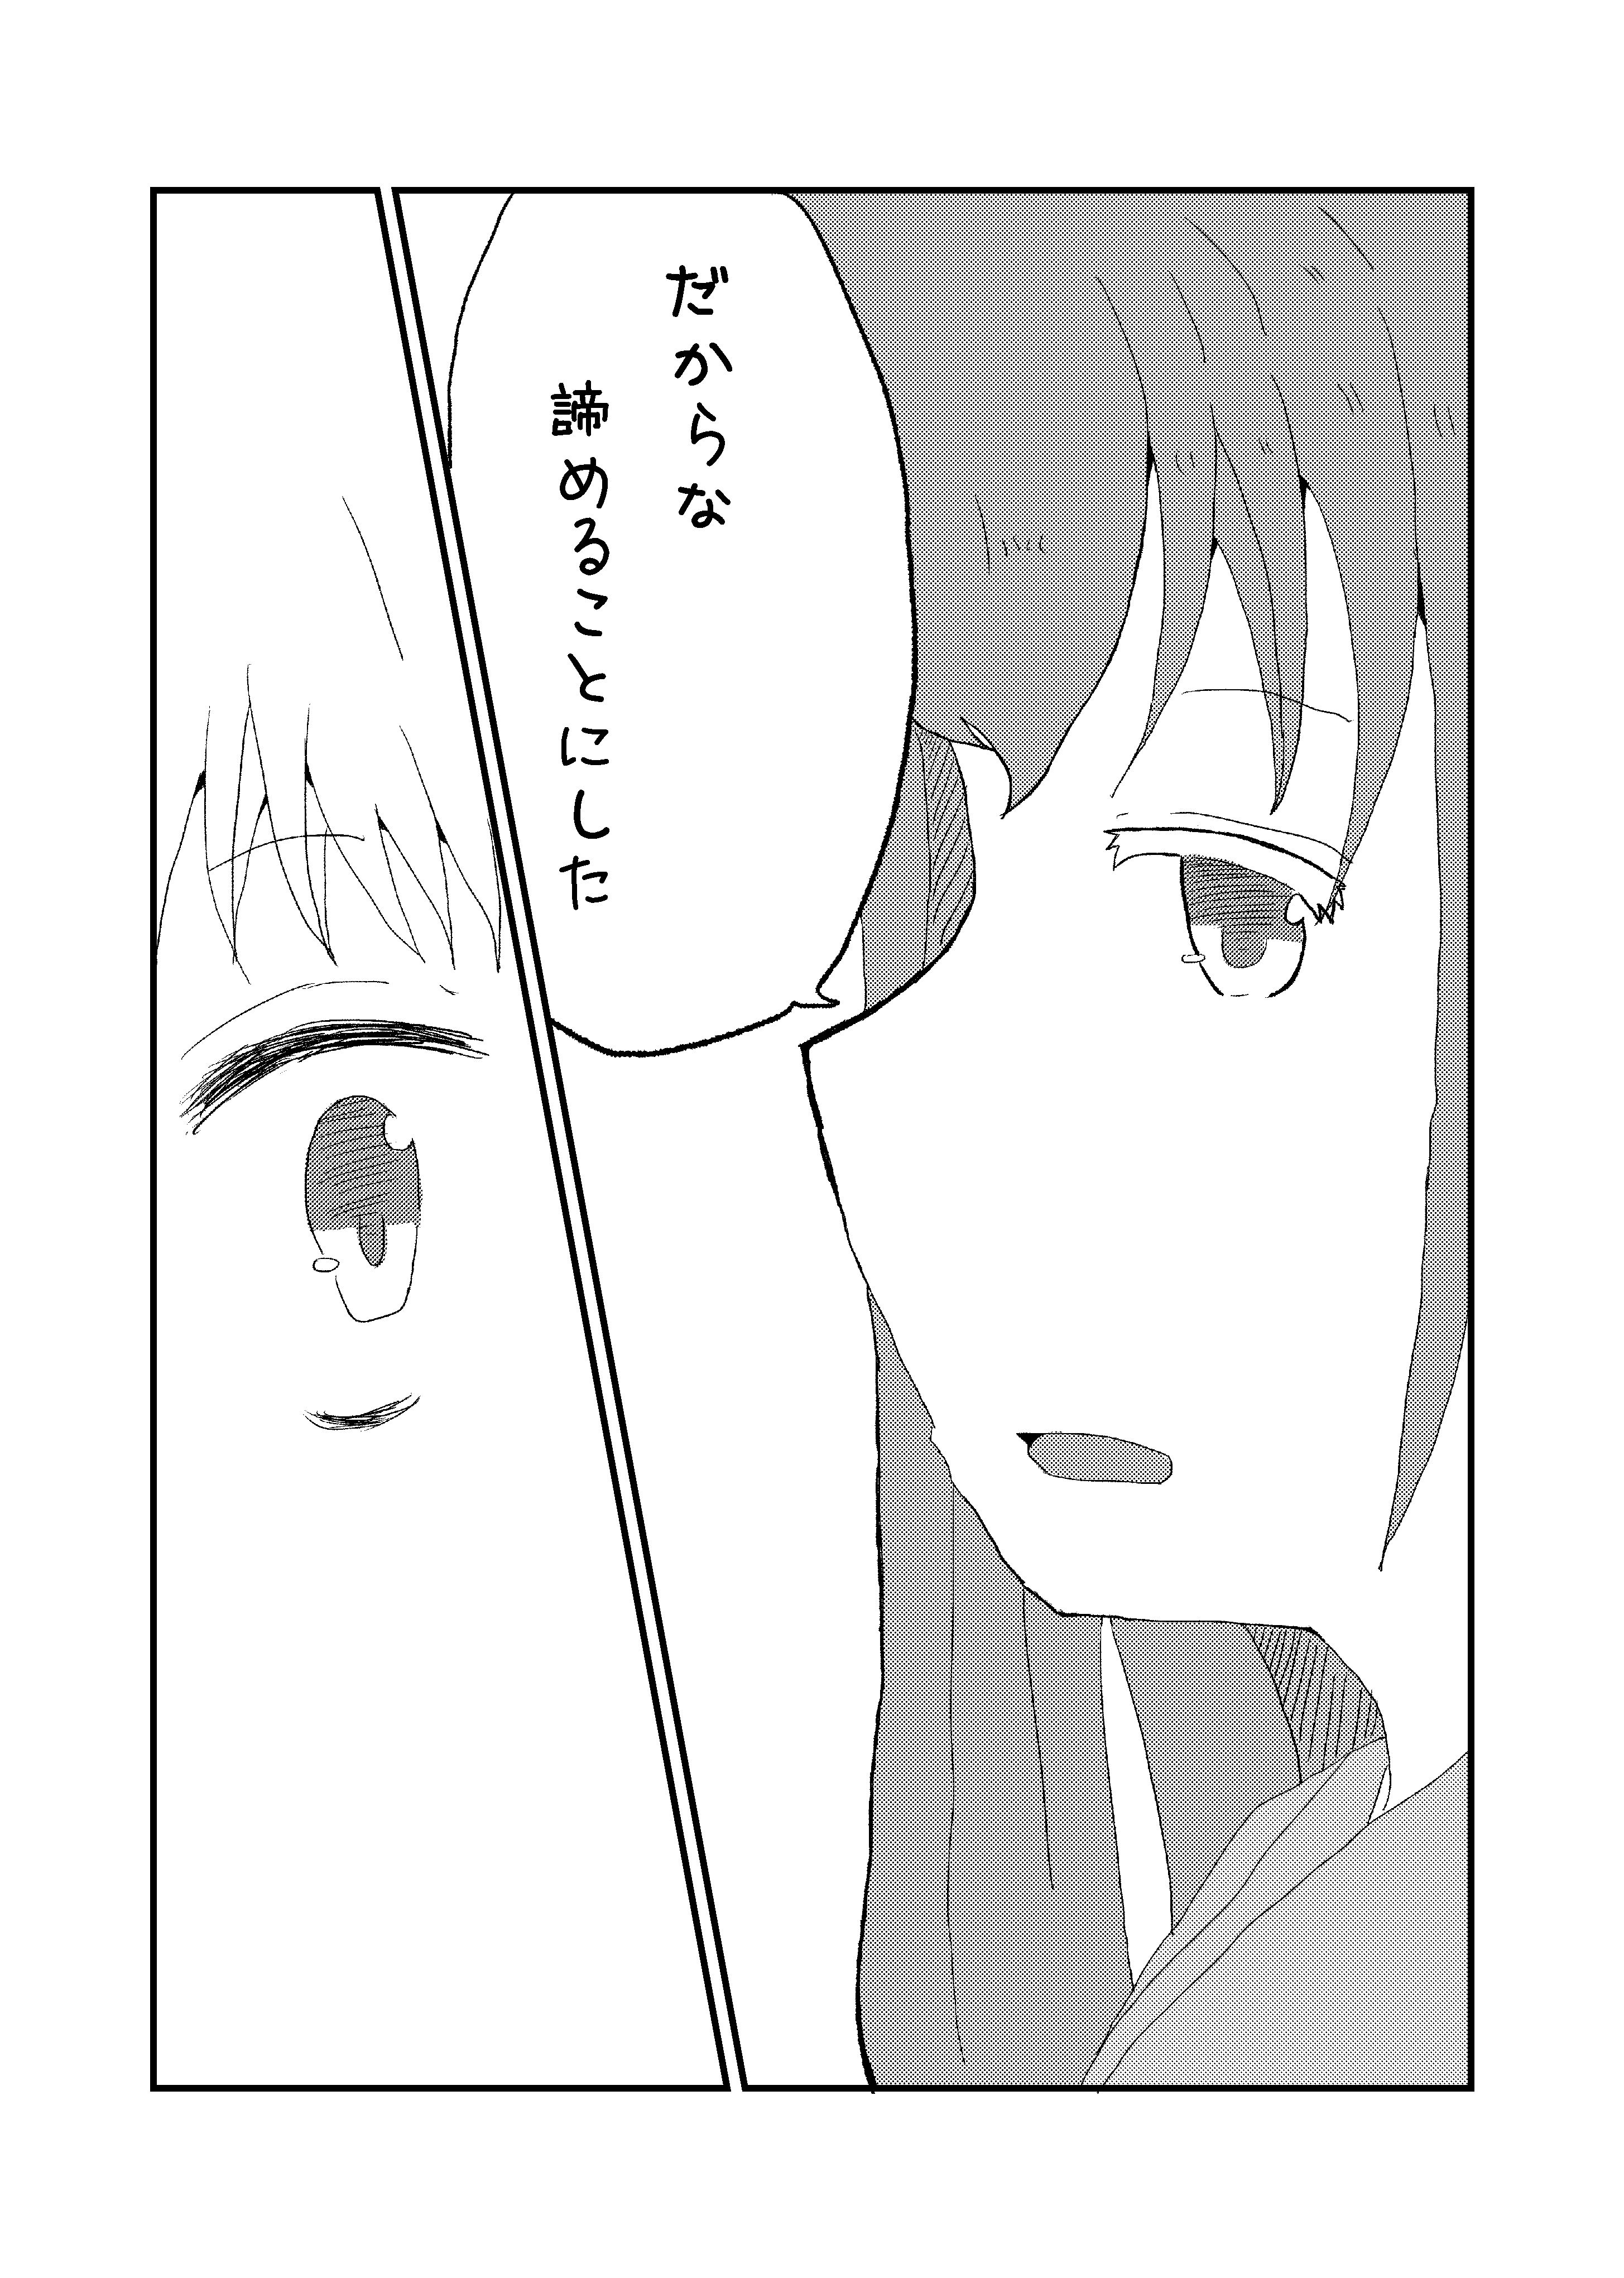 だからな
諦めることにした